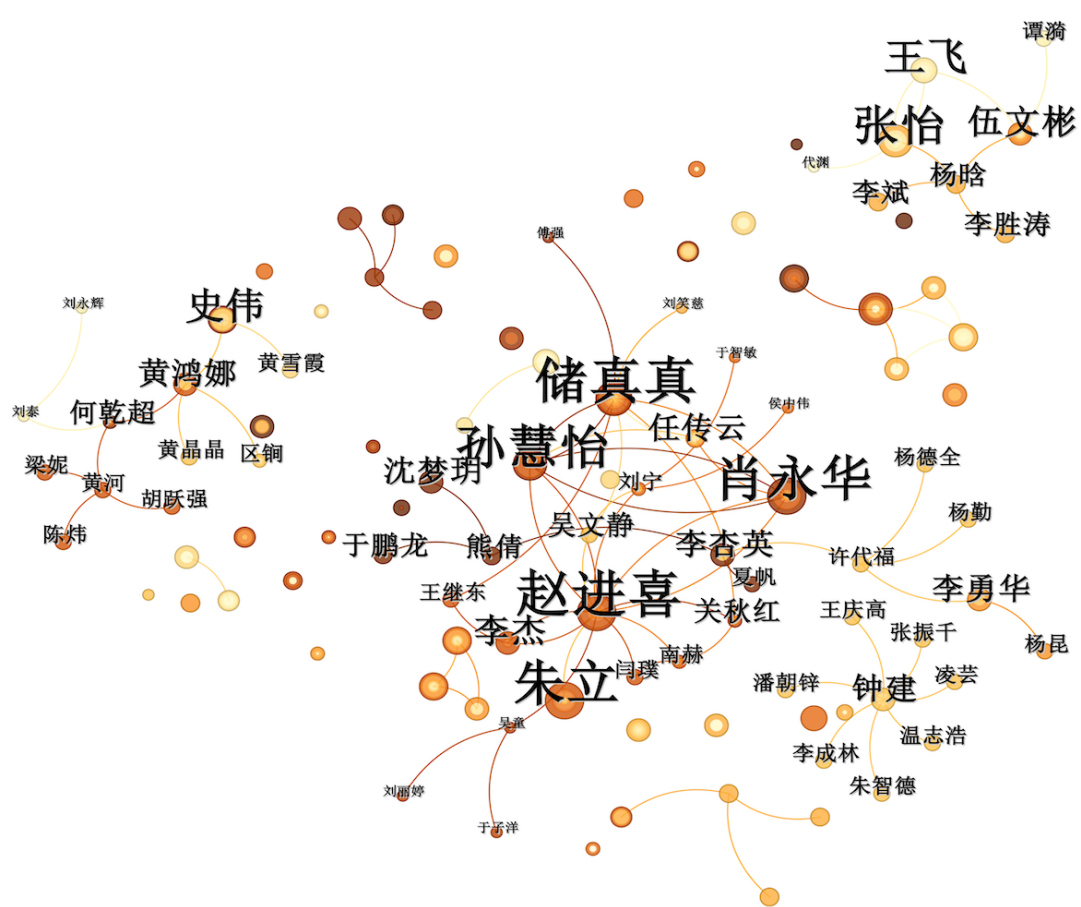 谭漪
王飞
张怡
伍文彬
代渊
杨晗
李斌
李胜涛
傅强
刘永辉
史伟
刘笑慈
黄雪霞
于智敏
黄鸿娜
储真真
刘泰
何乾超
侯中伟
任传云
孙慧怡
黄晶晶
区锏
杨德全
梁妮
沈梦玥
肖永华
黄河
刘宁
胡跃强
杨勤
陈炜
吴文静
于鹏龙
熊倩
李杏英
许代福
夏帆
王继东
赵进喜
李勇华
关秋红
王庆高
李杰
张振千
杨昆
南赫
闫璞
凌芸
朱立
潘朝锌
钟建
吴童
温志浩
李成林
朱智德
刘丽婷
于子洋